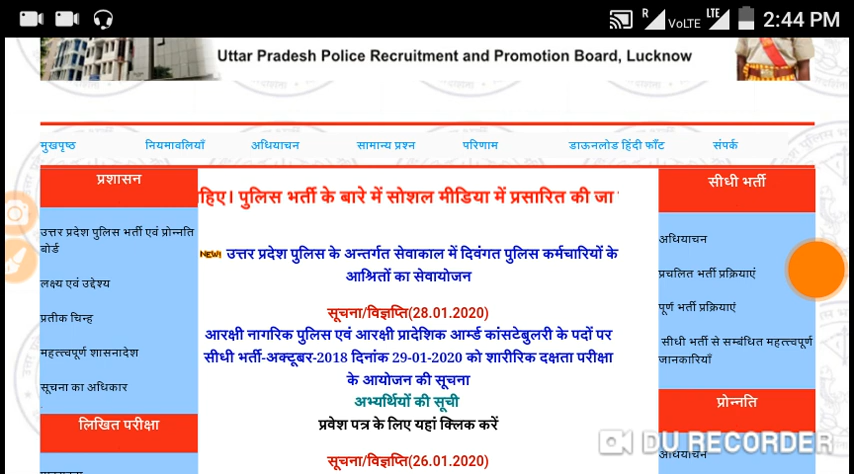 R VoLTE LTE 2:44 PM
Uttar Pradesh Police Recruitment and Promotion Board, Lucknow
मुखपृष्ठ नियमावलियाँ अधियाचन सामान्य प्रश्न परिणाम डाऊनलोड हिंदी फॉंट संपर्क
प्रशासन
उत्तर प्रदेश पुलिस भर्ती एवं प्रोन्नति
बोर्ड
लक्ष्य एवं उद्देश्य
प्रतीक चिन्ह
महत्त्वपूर्ण शासनादेश
सूचना का अधिकार
लिखित परीक्षा
हिए। पुलिस भर्ती के बारे में सोशल मीडिया में प्रसारित की जा
NEW! उत्तर प्रदेश पुलिस के अन्तर्गत सेवाकाल में दिवंगत पुलिस कर्मचारियों के
आश्रितों का सेवायोजन
सूचना/विज्ञप्ति(28.01.2020)
आरक्षी नागरिक पुलिस एवं आरक्षी प्रादेशिक आर्म्ड कांसटेबुलरी के पदों पर
सीधी भर्ती-अक्टूबर-2018 दिनांक 29-01-2020 को शारीरिक दक्षता परीक्षा
के आयोजन की सूचना
अभ्यर्थियों की सूची
प्रवेश पत्र के लिए यहां क्लिक करें
सूचना/विज्ञप्ति(26.01.2020)
सीधी भर्ती
अधियाचन
प्रचलित भर्ती प्रक्रियाएं
पूर्ण भर्ती प्रक्रियाएं
सीधी भर्ती से सम्बंधित महत्त्वपूर्ण
जानकारियाँ
प्रोन्नति
अधियाचन
DU RECORDER